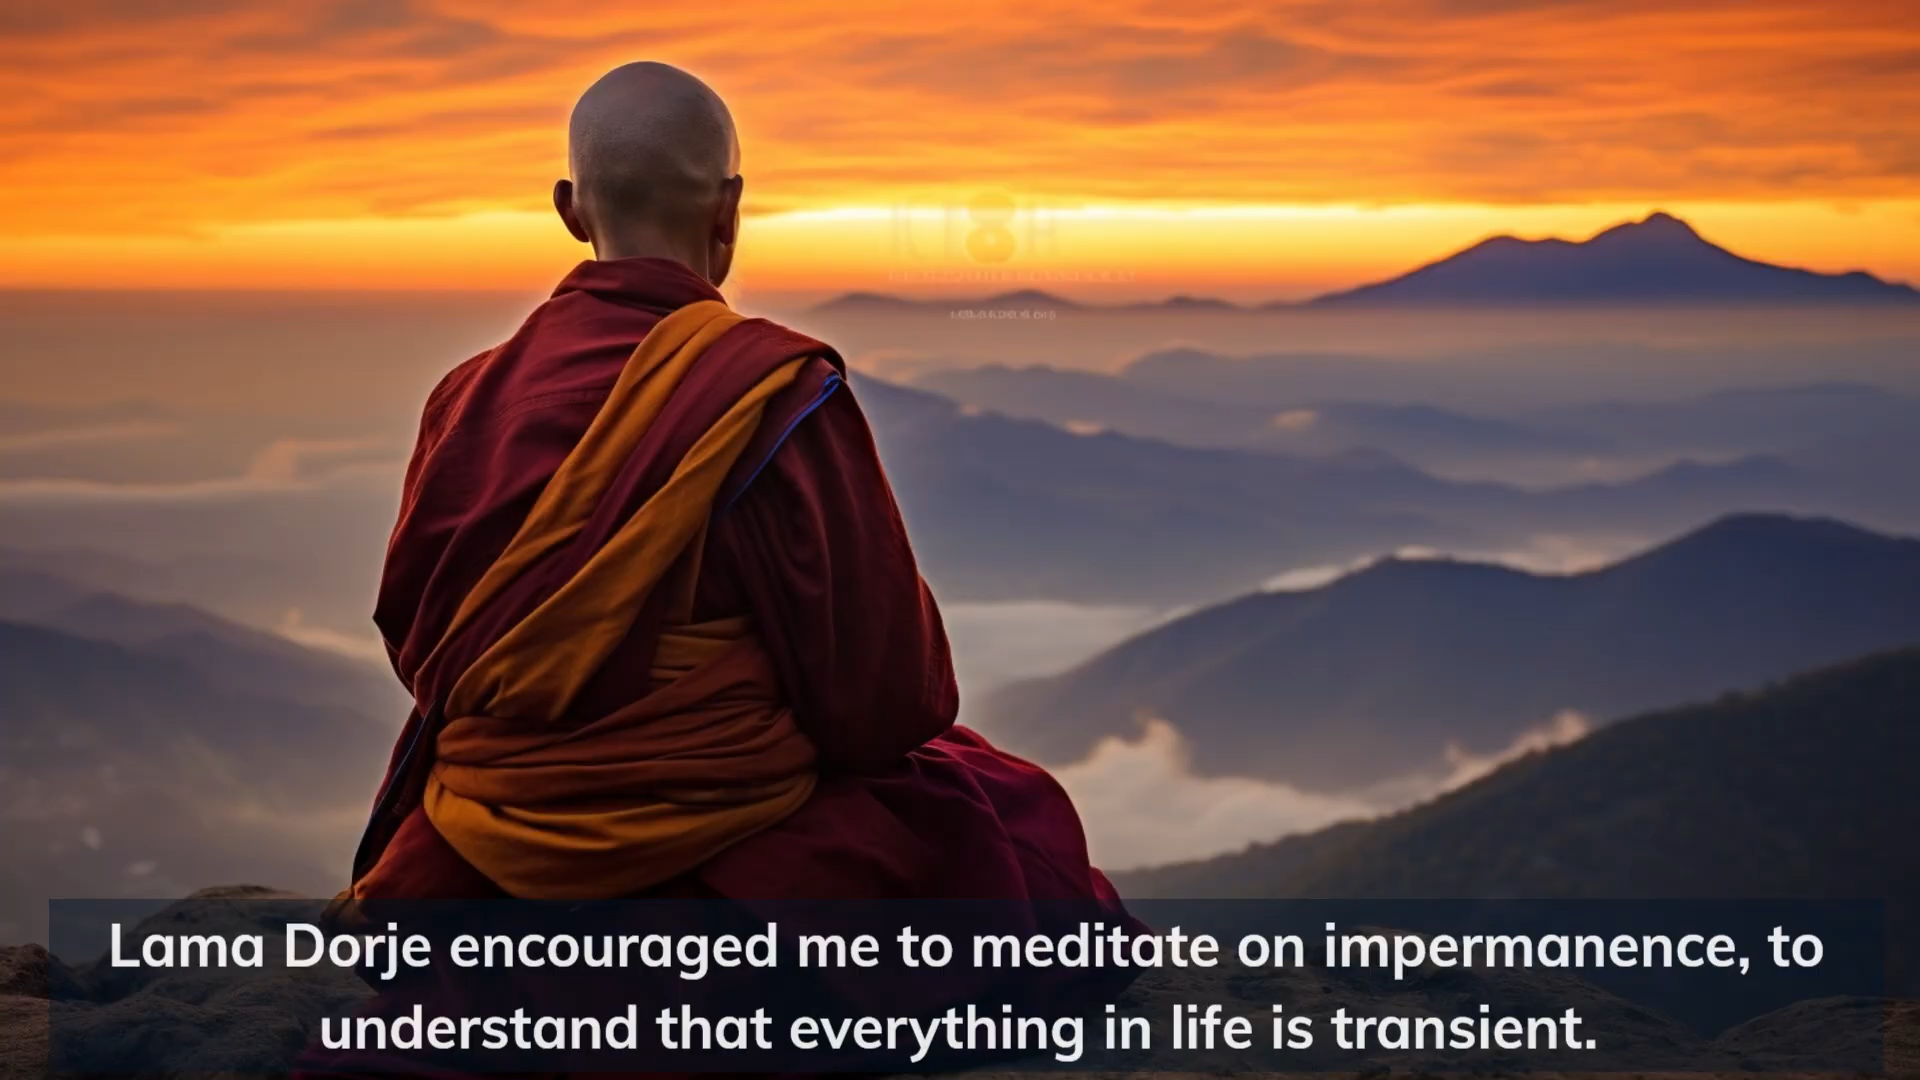 Lama Dorje encouraged me to meditate on impermanence, to
understand that everything in life is transient.